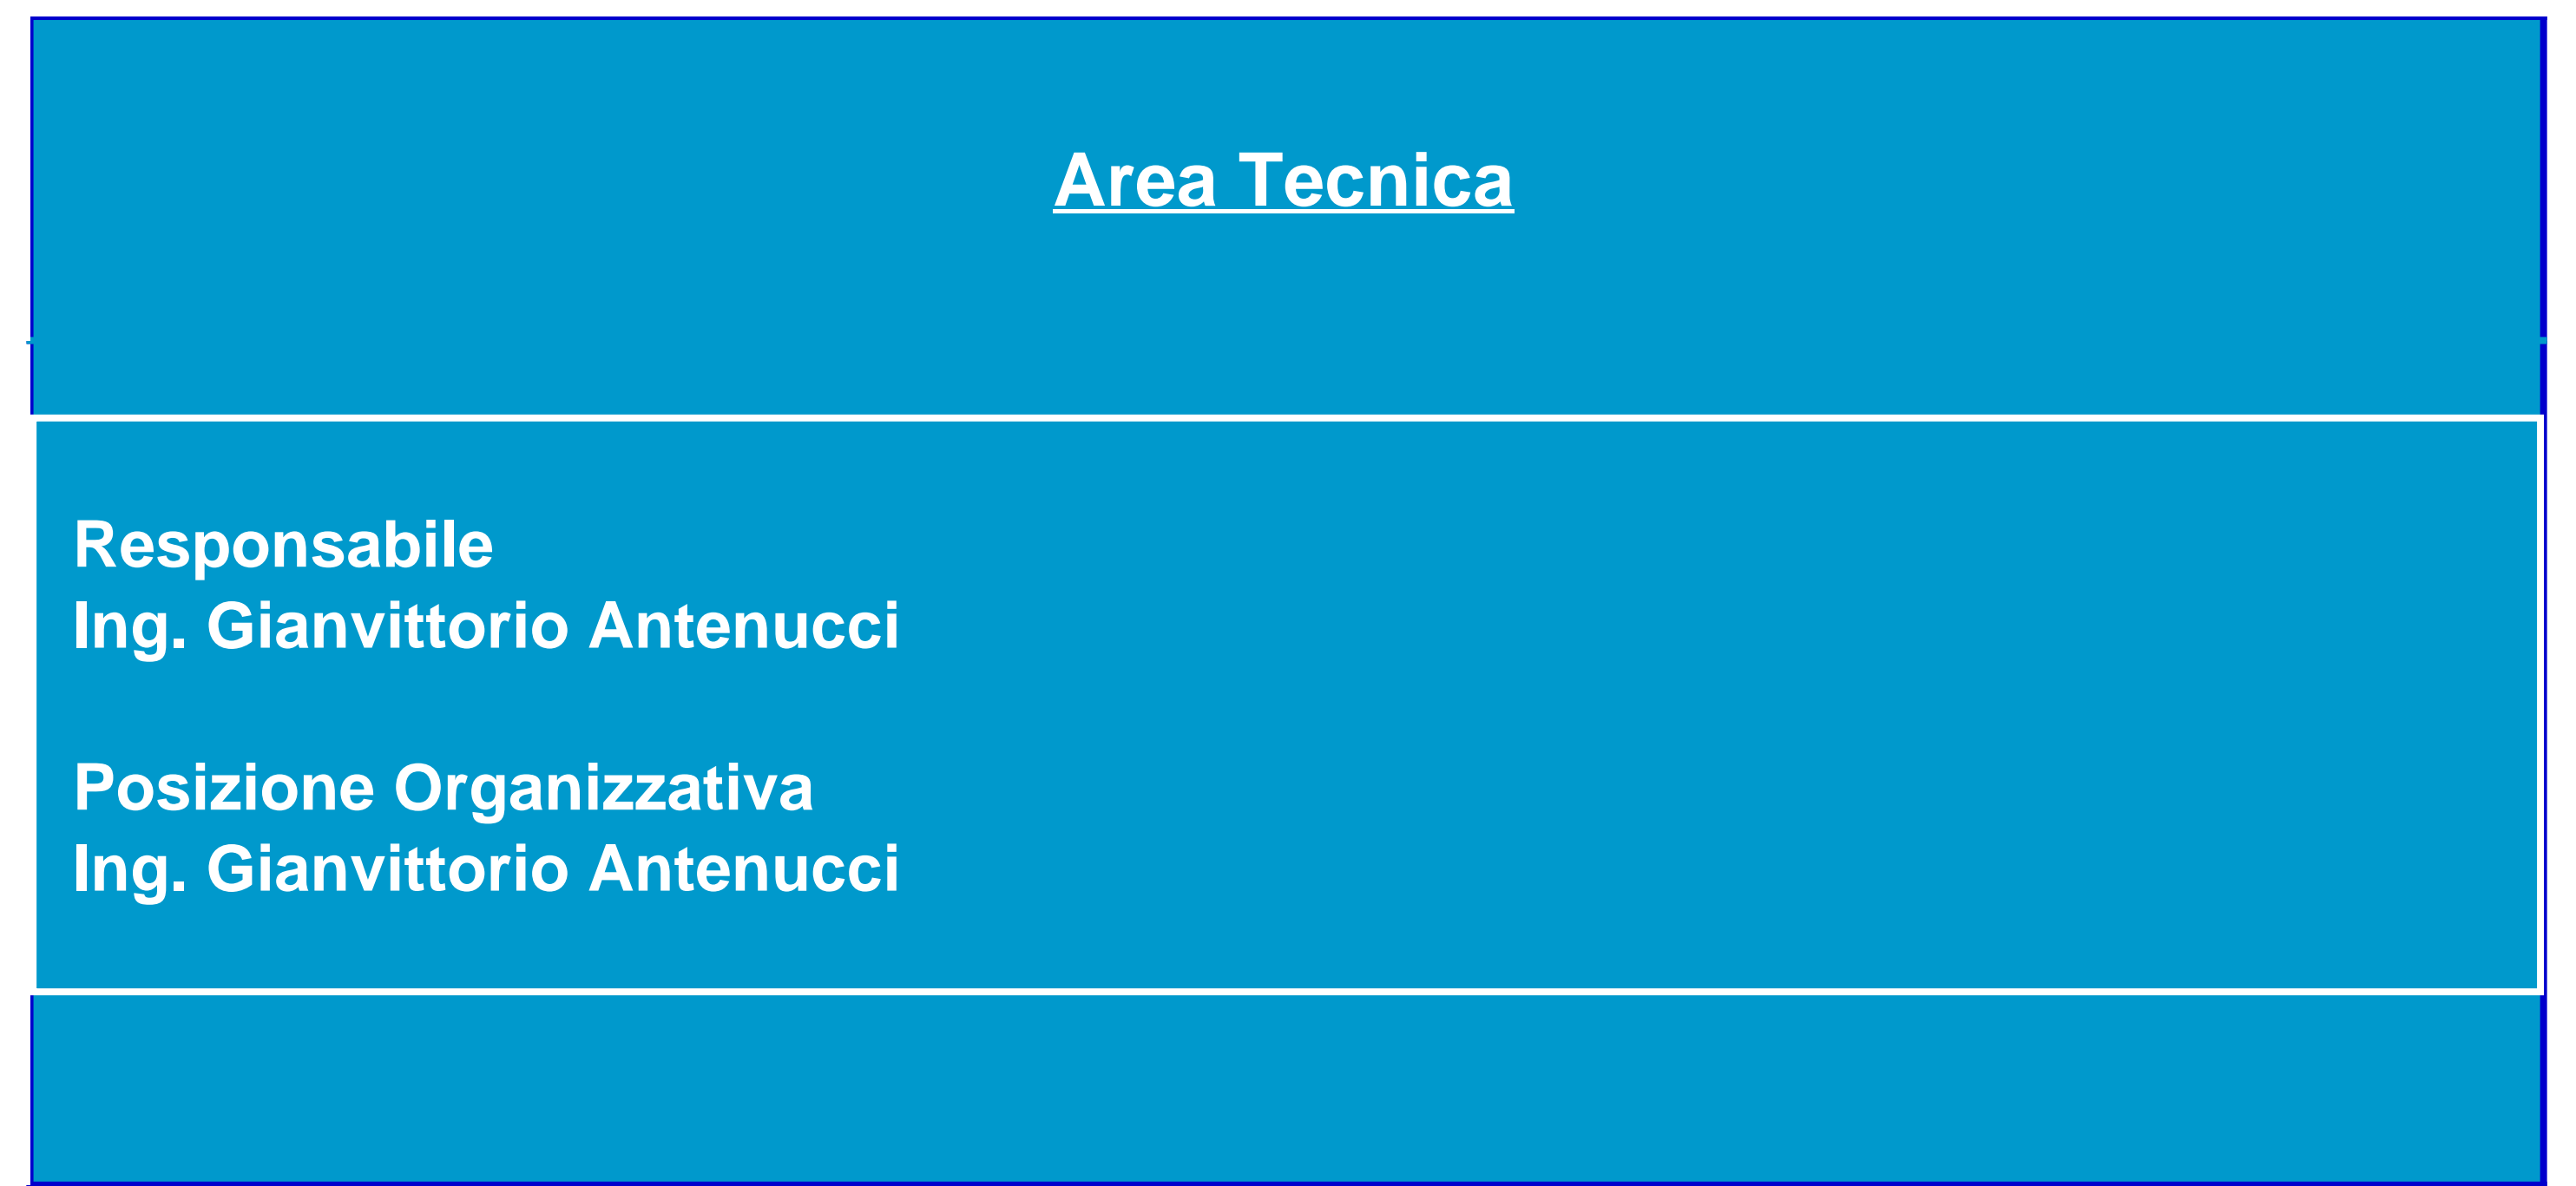 Area Tecnica
Responsabile
Ing. Gianvittorio Antenucci
Posizione Organizzativa
Ing. Gianvittorio Antenucci